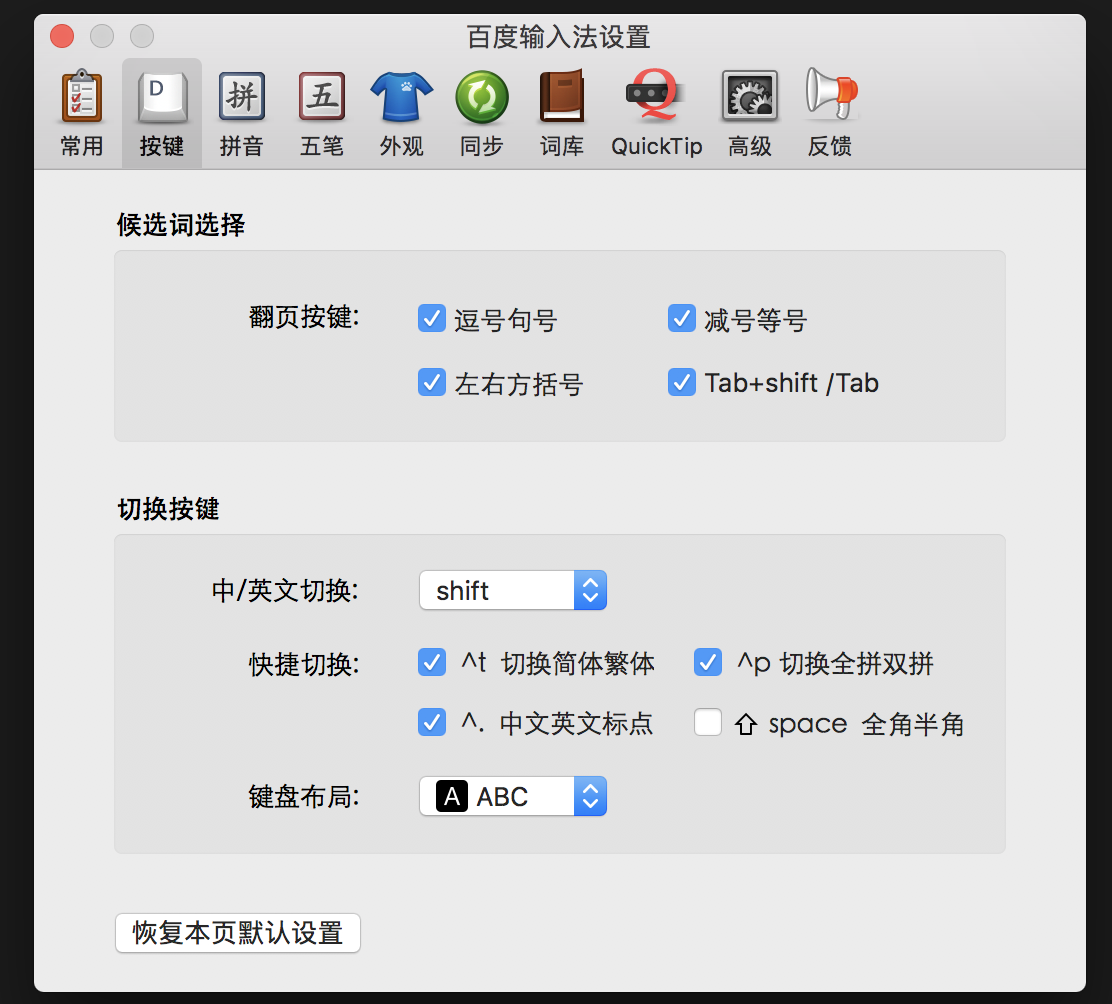 百度输入法设置
D 拼 五 Q
常用 按键 拼音 五笔 外观 同步 词库 QuickTip 高级 反馈
候选词选择
翻页按键: 逗号句号 减号等号
左右方括号 Tab+shift /Tab
切换按键
中/英文切换: shift
快捷切换: ^t 切换简体繁体 ^p 切换全拼双拼
^. 中文英文标点 ⇧ space 全角半角
键盘布局: A ABC
恢复本页默认设置